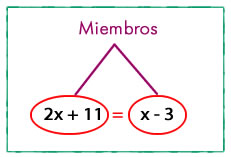 Miembros
2x + 11 = x - 3